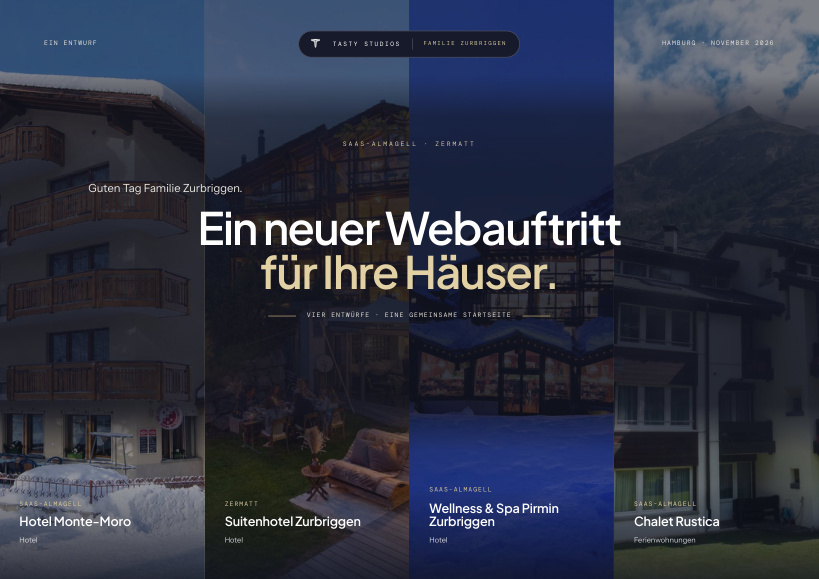 EIN ENTWURF
TASTY STUDIOS
FAMILIE ZURBRIGGEN
HAMBURG · NOVEMBER 2026
SAAS-ALMAGELL · ZERMATT
Guten Tag Familie Zurbriggen.
Ein neuer Webauftritt
für Ihre Häuser.
VIER ENTWÜRFE · EINE GEMEINSAME STARTSEITE
SAAS-ALMAGELL
Hotel Monte-Moro
Hotel
ZERMATT
Suitenhotel Zurbriggen
Hotel
SAAS-ALMAGELL
Wellness & Spa Pirmin
Zurbriggen
Hotel
SAAS-ALMAGELL
Chalet Rustica
Ferienwohnungen